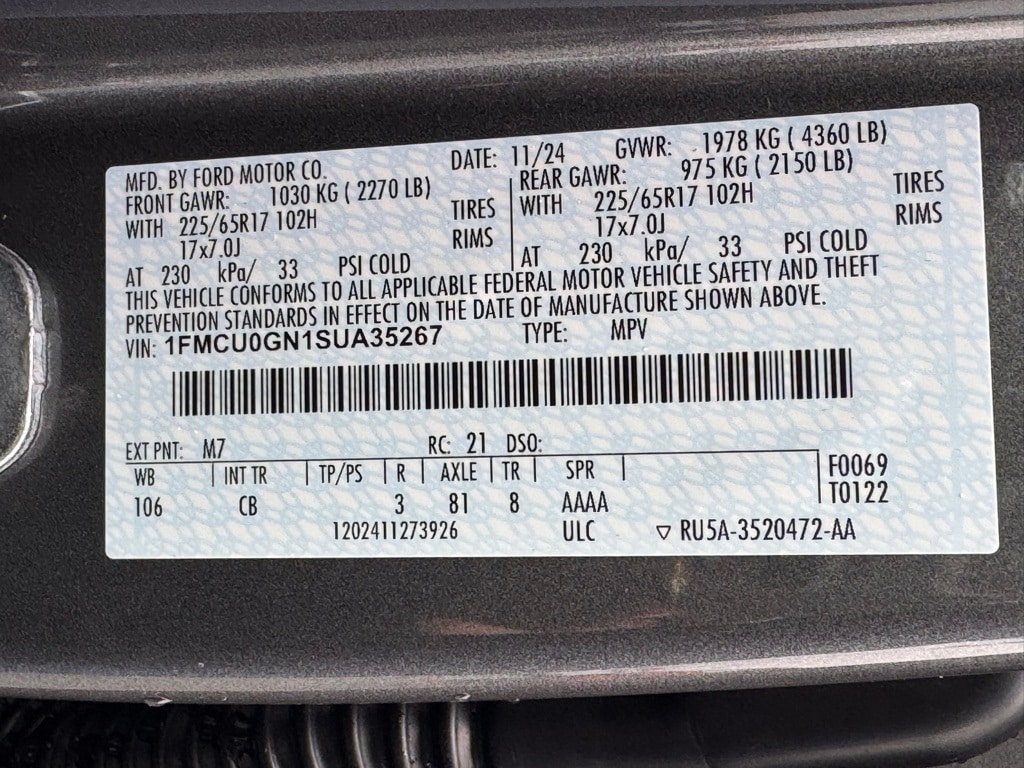 MFD. BY FORD MOTOR CO. DATE: 11/24 GVWR: 1978 KG ( 4360 LB)
FRONT GAWR: 1030 KG ( 2270 LB) REAR GAWR: 975 KG ( 2150 LB)
WITH 225/65R17 102H TIRES WITH 225/65R17 102H TIRES
17x7.0J RIMS 17x7.0J RIMS
AT 230 kPa/ 33 PSI COLD AT 230 kPa/ 33 PSI COLD
THIS VEHICLE CONFORMS TO ALL APPLICABLE FEDERAL MOTOR VEHICLE SAFETY AND THEFT
PREVENTION STANDARDS IN EFFECT ON THE DATE OF MANUFACTURE SHOWN ABOVE.
VIN: 1FMCU0GN1SUA35267 TYPE: MPV
EXT PNT: M7 RC: 21 DSO:
WB INT TR TP/PS R AXLE TR SPR F0069
106 CB 3 81 8 AAAA T0122
1202411273926 ULC ▽ RU5A-3520472-AA